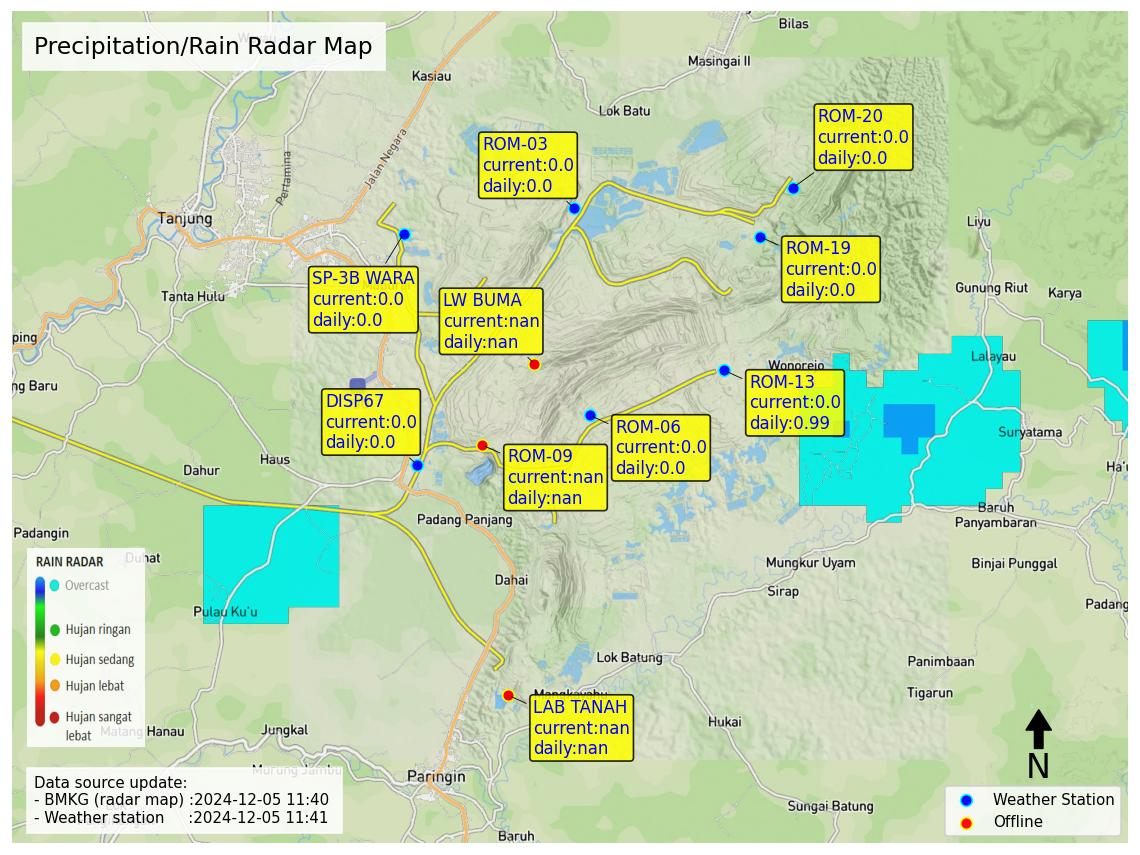 Precipitation/Rain Radar Map
Bilas
Masingai II
Kasiau
Lok Batu
Jalan Negara
Pertamina
Tanjung
Tanta Hulu
ROM-20
current:0.0
daily:0.0
ROM-03
current:0.0
daily:0.0
ROM-19
current:0.0
daily:0.0
SP-3B WARA
current:0.0
daily:0.0
LW BUMA
current:nan
daily:nan
Liyu
Gunung Riut
Karya
ping
ng Baru
Wonorejo
Lalayau
ROM-13
current:0.0
daily:0.99
DISP67
current:0.0
daily:0.0
ROM-06
current:0.0
daily:0.0
ROM-09
current:nan
daily:nan
Suryatama
Ha'u
Dahur
Haus
Padang Panjang
Baruh
Panyambaran
Padangin
Duhat
Dahai
Mungkur Uyam
Binjai Punggal
Sirap
Padang
Pulau Ku'u
RAIN RADAR
Overcast
Hujan ringan
Hujan sedang
Hujan lebat
Hujan sangat
lebat
Lok Batung
Panimbaan
Tigarun
Mangkayahu
LAB TANAH
current:nan
daily:nan
Hukai
Matang Hanau
Jungkal
Murung Jambu
Paringin
Sungai Batung
Baruh
Data source update:
- BMKG (radar map) :2024-12-05 11:40
- Weather station :2024-12-05 11:41
N
Weather Station
Offline